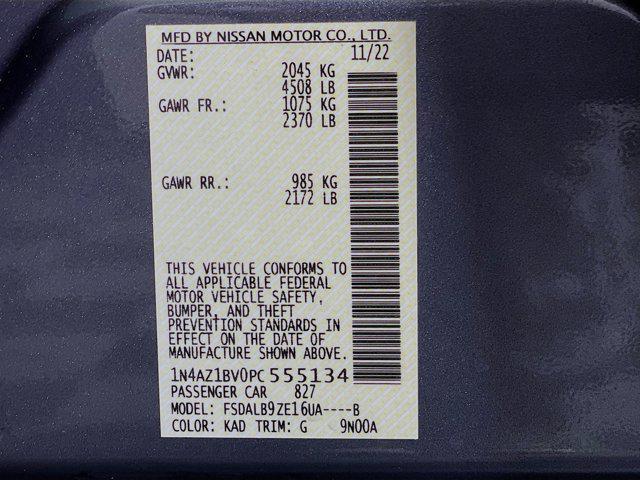 MFD BY NISSAN MOTOR CO., LTD.
DATE: 11/22
GVWR: 2045 KG
4508 LB
GAWR FR.: 1075 KG
2370 LB
GAWR RR.: 985 KG
2172 LB
THIS VEHICLE CONFORMS TO
ALL APPLICABLE FEDERAL
MOTOR VEHICLE SAFETY,
BUMPER, AND THEFT
PREVENTION STANDARDS IN
EFFECT ON THE DATE OF
MANUFACTURE SHOWN ABOVE.
1N4AZ1BV0PC555134
PASSENGER CAR 827
MODEL: FSDALB9ZE16UA----B
COLOR: KAD TRIM: G 9N00A